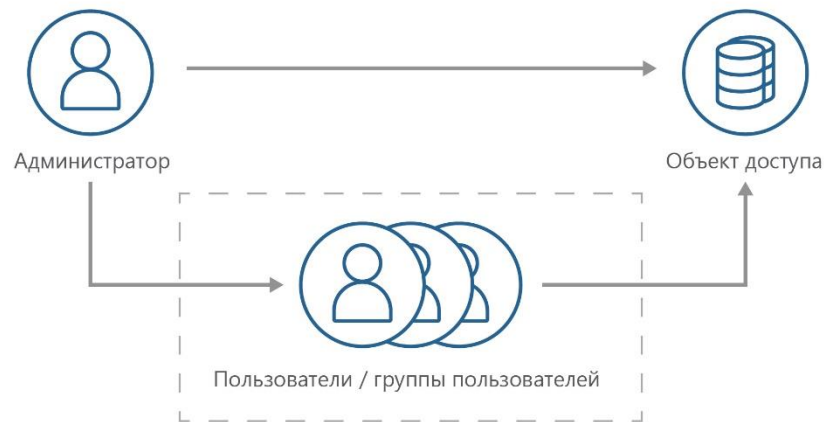 Администратор
Объект доступа
Пользователи / группы пользователей